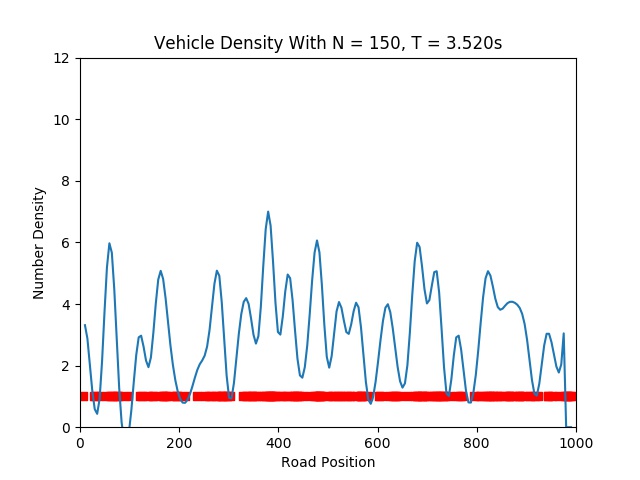 Vehicle Density With N = 150, T = 3.520s
12
10
8
6
4
2
0
Number Density
0 200 400 600 800 1000
Road Position